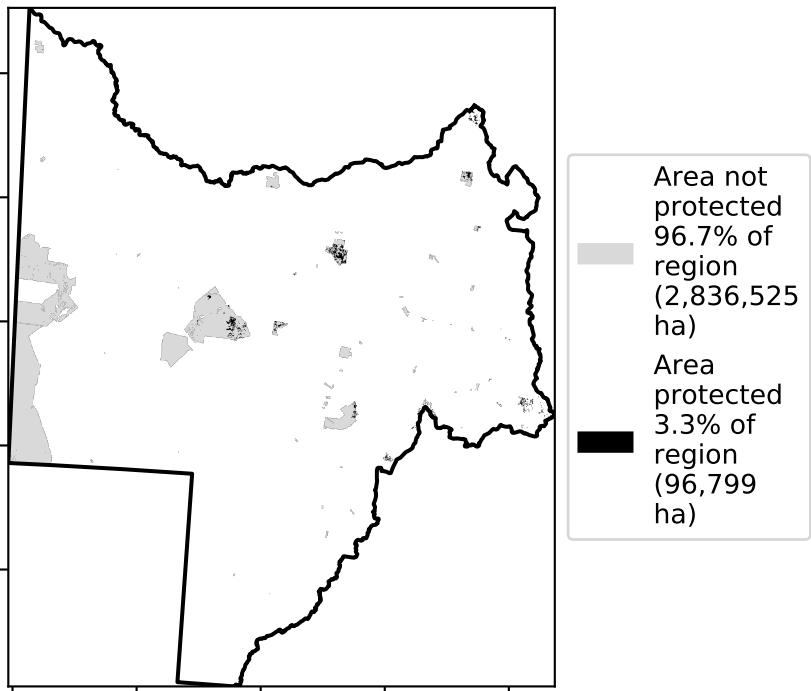 Area not
protected
96.7% of
region
(2,836,525
ha)
Area
protected
3.3% of
region
(96,799
ha)